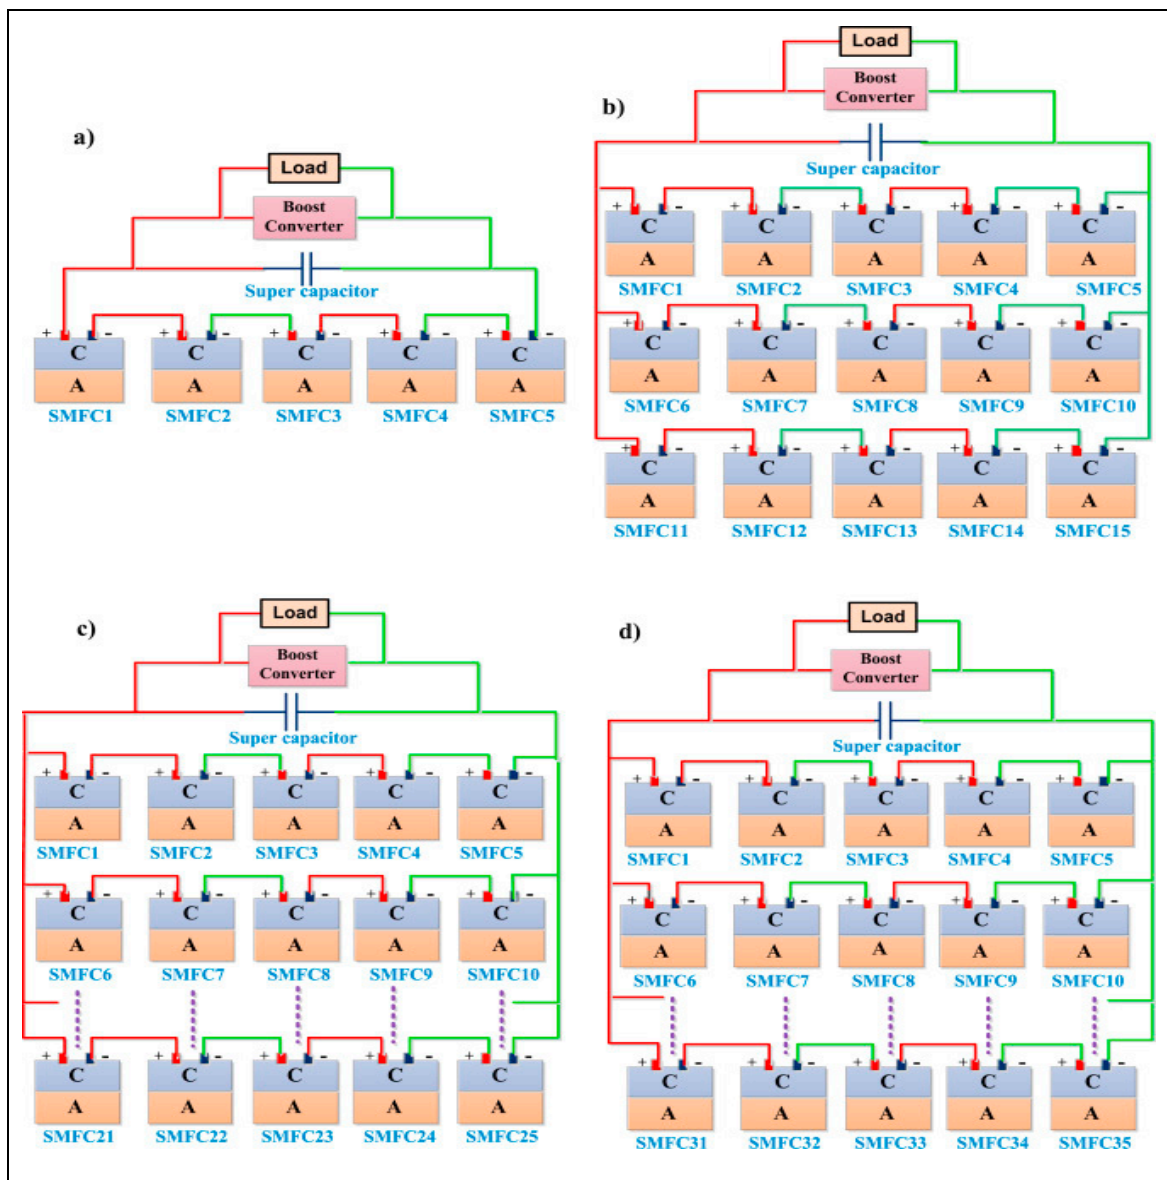 a)
Load
Boost
Converter
Super capacitor
+ - + - + - + - + -
C C C C C
A A A A A
SMFC1 SMFC2 SMFC3 SMFC4 SMFC5
b)
Load
Boost
Converter
Super capacitor
+ - + - + - + - + -
C C C C C
A A A A A
SMFC1 SMFC2 SMFC3 SMFC4 SMFC5
+ - + - + - + - + -
C C C C C
A A A A A
SMFC6 SMFC7 SMFC8 SMFC9 SMFC10
+ - + - + - + - + -
C C C C C
A A A A A
SMFC11 SMFC12 SMFC13 SMFC14 SMFC15
c)
Load
Boost
Converter
Super capacitor
+ - + - + - + - + -
C C C C C
A A A A A
SMFC1 SMFC2 SMFC3 SMFC4 SMFC5
+ - + - + - + - + -
C C C C C
A A A A A
SMFC6 SMFC7 SMFC8 SMFC9 SMFC10
+ - + - + - + - + -
C C C C C
A A A A A
SMFC21 SMFC22 SMFC23 SMFC24 SMFC25
d)
Load
Boost
Converter
Super capacitor
+ - + - + - + - + -
C C C C C
A A A A A
SMFC1 SMFC2 SMFC3 SMFC4 SMFC5
+ - + - + - + - + -
C C C C C
A A A A A
SMFC6 SMFC7 SMFC8 SMFC9 SMFC10
+ - + - + - + - + -
C C C C C
A A A A A
SMFC31 SMFC32 SMFC33 SMFC34 SMFC35